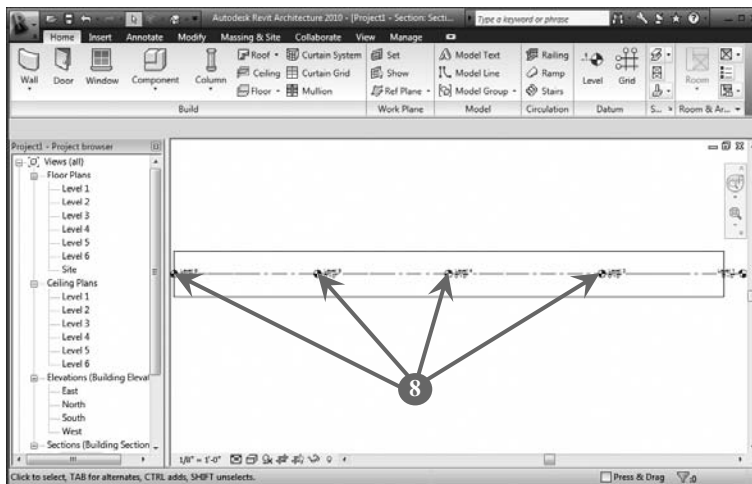 Autodesk Revit Architecture 2010 - [Project1 - Section: Secti... Type a keyword or phrase
Home Insert Annotate Modify Massing & Site Collaborate View Manage
Wall Door Window Component Column
Roof Curtain System
Ceiling Curtain Grid
Floor Mullion
Set
Show
Ref Plane
Model Text
Model Line
Model Group
Railing
Ramp
Stairs
Level Grid
Room
Build Work Plane Model Circulation Datum S... Room & Ar...
Project1 - Project browser
Views (all)
Floor Plans
Level 1
Level 2
Level 3
Level 4
Level 5
Level 6
Site
Ceiling Plans
Level 1
Level 2
Level 3
Level 4
Level 5
Level 6
Elevations (Building Elevat
East
North
South
West
Sections (Building Section
8
1/8" = 1'-0"
Click to select, TAB for alternates, CTRL adds, SHIFT unselects.
Press & Drag
:0